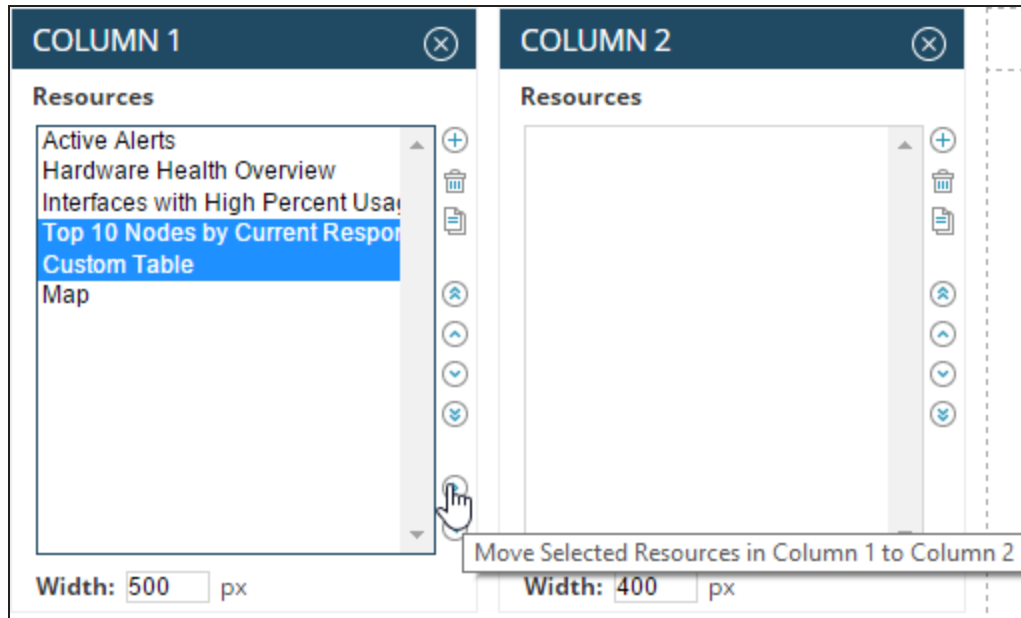 COLUMN 1
Resources
Active Alerts
Hardware Health Overview
Interfaces with High Percent
Top 10 Nodes by Current
Custom Table
Map
Width: 500 px
COLUMN 2
Resources
Move Selected Resources in Column 1 to Column 2
Width: 400 px